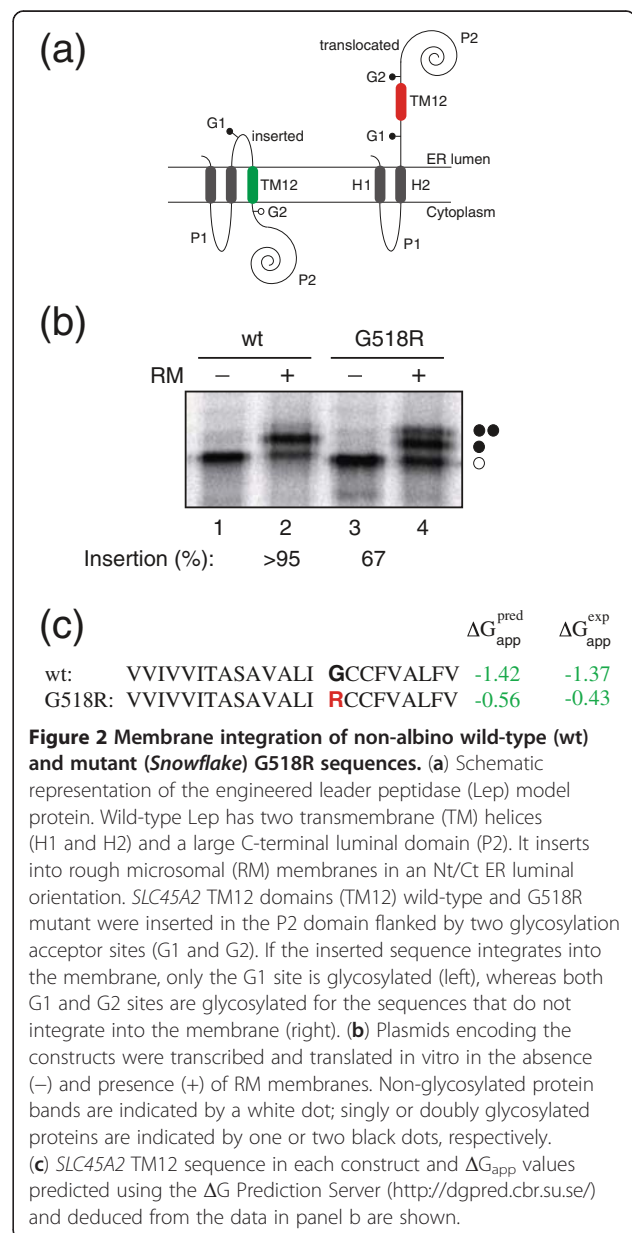 (a)
translocated
P2
G2
TM12
G1
inserted
G1
ER lumen
TM12
H1
H2
Cytoplasm
G2
P1
P2
P1
(b)
wt G518R
RM − + − +
1 2 3 4
Insertion (%): >95 67
(c)
ΔG pred app ΔG exp app
wt: VVIVVITASAVALI GCCFVALFV -1.42 -1.37
G518R: VVIVVITASAVALI RCCFVALFV -0.56 -0.43
Figure 2 Membrane integration of non-albino wild-type (wt)
and mutant (Snowflake) G518R sequences. (a) Schematic
representation of the engineered leader peptidase (Lep) model
protein. Wild-type Lep has two transmembrane (TM) helices
(H1 and H2) and a large C-terminal luminal domain (P2). It inserts
into rough microsomal (RM) membranes in an Nt/Ct ER luminal
orientation. SLC45A2 TM12 domains (TM12) wild-type and G518R
mutant were inserted in the P2 domain flanked by two glycosylation
acceptor sites (G1 and G2). If the inserted sequence integrates into
the membrane, only the G1 site is glycosylated (left), whereas both
G1 and G2 sites are glycosylated for the sequences that do not
integrate into the membrane (right). (b) Plasmids encoding the
constructs were transcribed and translated in vitro in the absence
(−) and presence (+) of RM membranes. Non-glycosylated protein
bands are indicated by a white dot; singly or doubly glycosylated
proteins are indicated by one or two black dots, respectively.
(c) SLC45A2 TM12 sequence in each construct and ΔGapp values
predicted using the ΔG Prediction Server (http://dgpred.cbr.su.se/)
and deduced from the data in panel b are shown.